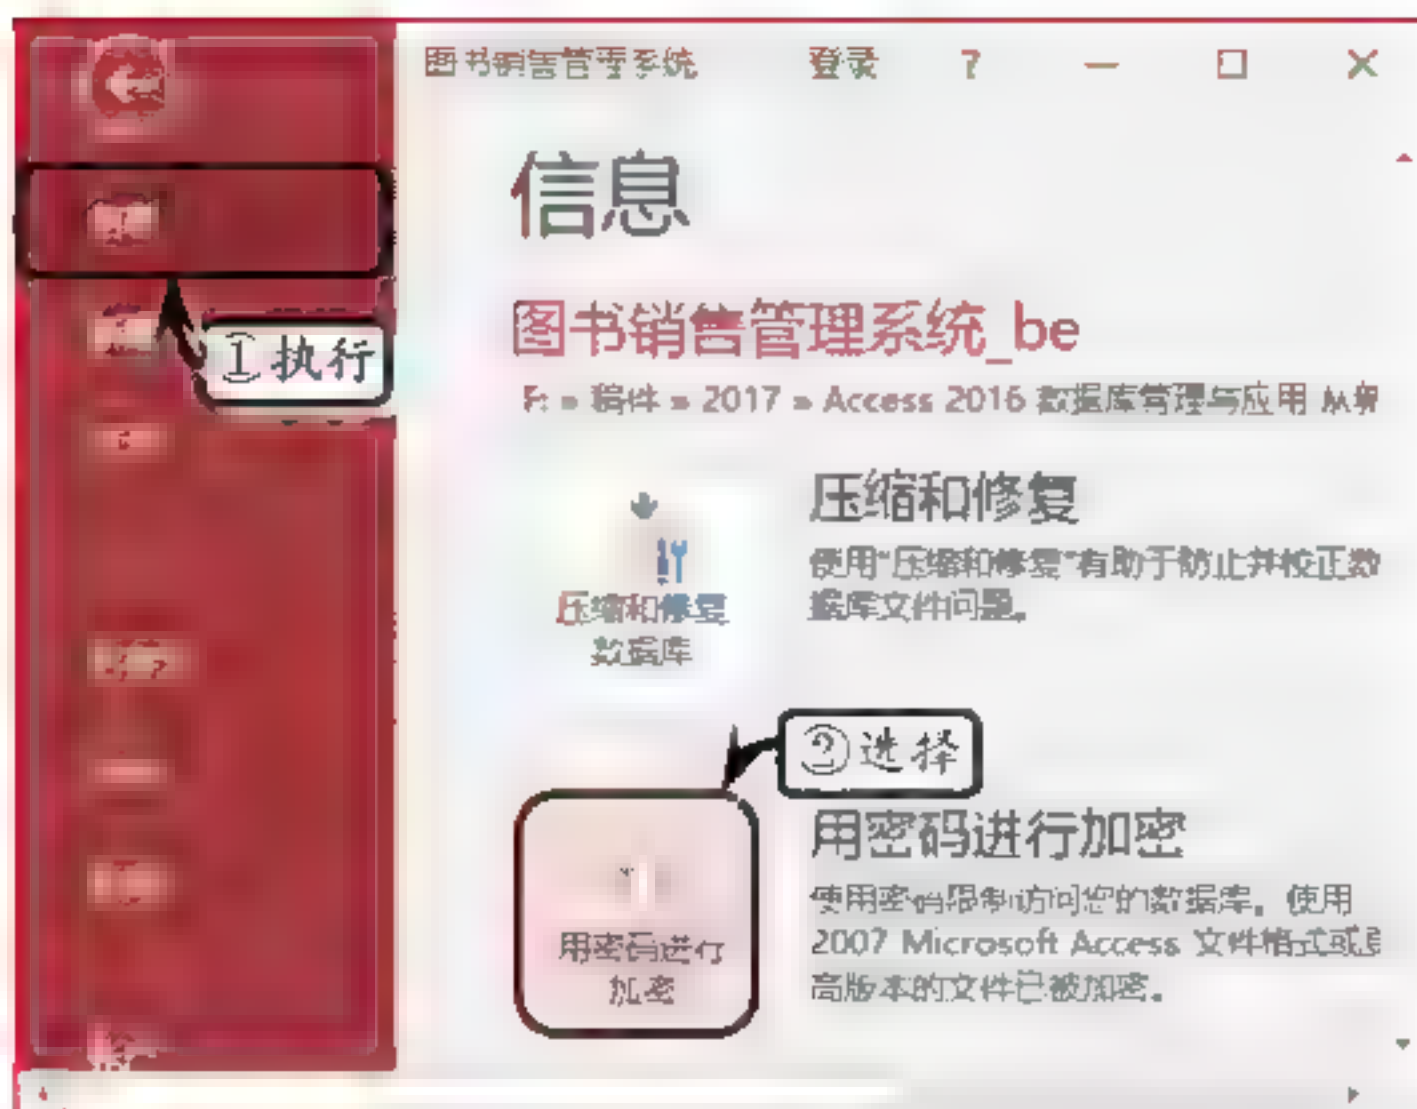 图书销售管理系统 登录 ?
信息
①执行
图书销售管理系统_be
F: » 稿件 » 2017 » Access 2016 数据库管理与应用 从
压缩和修复
使用“压缩和修复”有助于防止并校正数
据库文件问题。
压缩和修复
数据库
②选择
用密码进行加密
使用密码限制访问您的数据库。使用
2007 Microsoft Access 文件格式或
高版本的文件已被加密。
用密码进行
加密